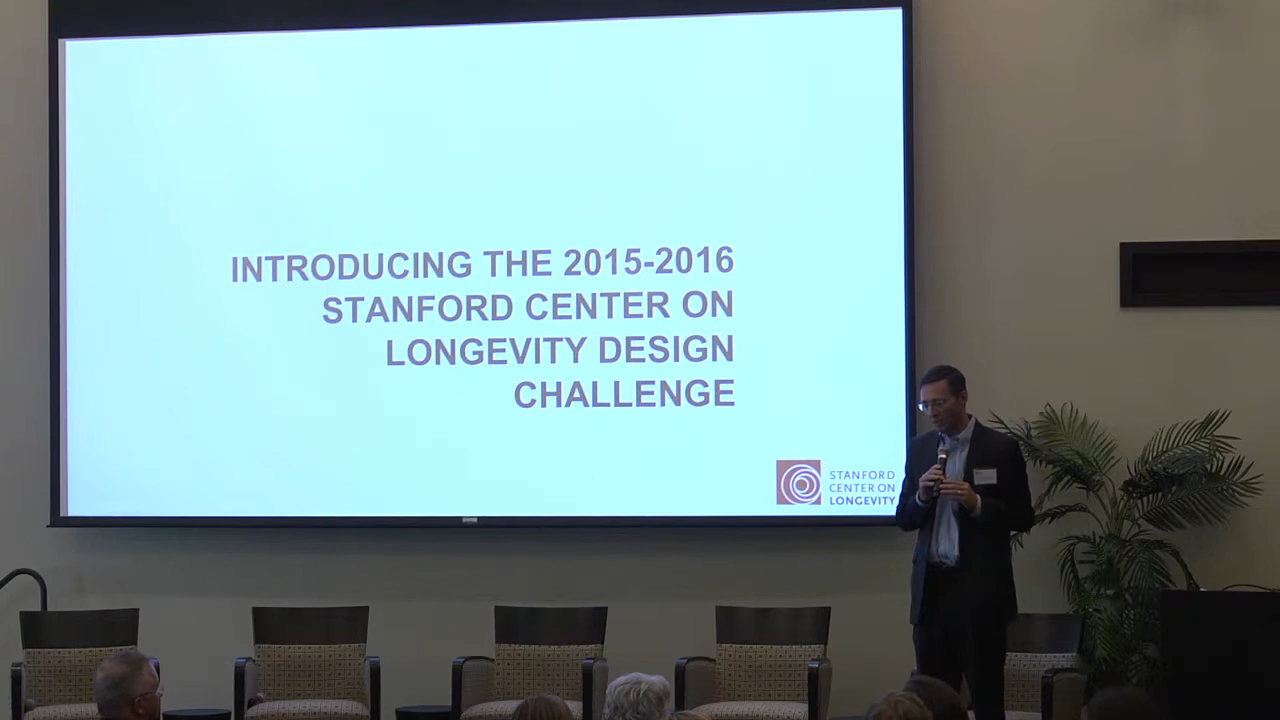 INTRODUCING THE 2015-2016
STANFORD CENTER ON
LONGEVITY DESIGN
CHALLENGE
STANFORD
CENTER ON
LONGEVITY